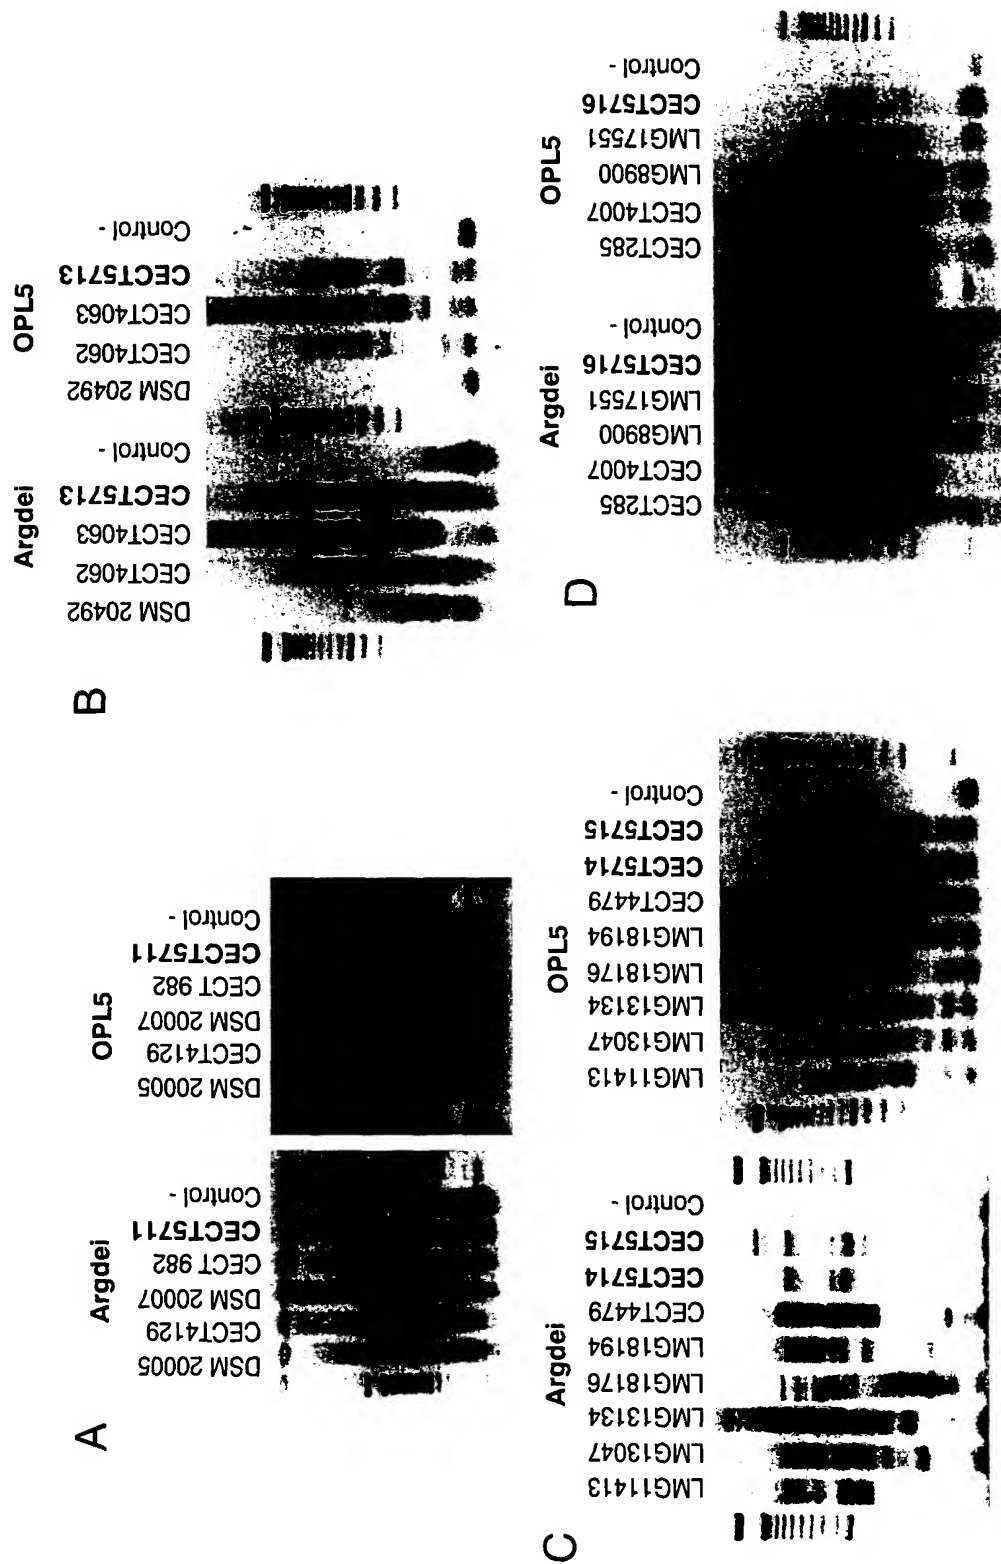 A
Argdei
OPL5
DSM 20005
CECT4129
DSM 20007
CECT 982
CECT5711
Control -
DSM 20005
CECT4129
DSM 20007
CECT 982
CECT5711
Control -
B
Argdei
OPL5
DSM 20492
CECT4062
CECT4063
CECT5713
Control -
DSM 20492
CECT4062
CECT4063
CECT5713
Control -
C
Argdei
OPL5
LMG11413
LMG13047
LMG13134
LMG18176
LMG18194
CECT4479
CECT5714
CECT5715
Control -
LMG11413
LMG13047
LMG13134
LMG18176
LMG18194
CECT4479
CECT5714
CECT5715
Control -
D
Argdei
OPL5
CECT285
CECT4007
LMG8900
LMG17551
CECT5716
Control -
CECT285
CECT4007
LMG8900
LMG17551
CECT5716
Control -